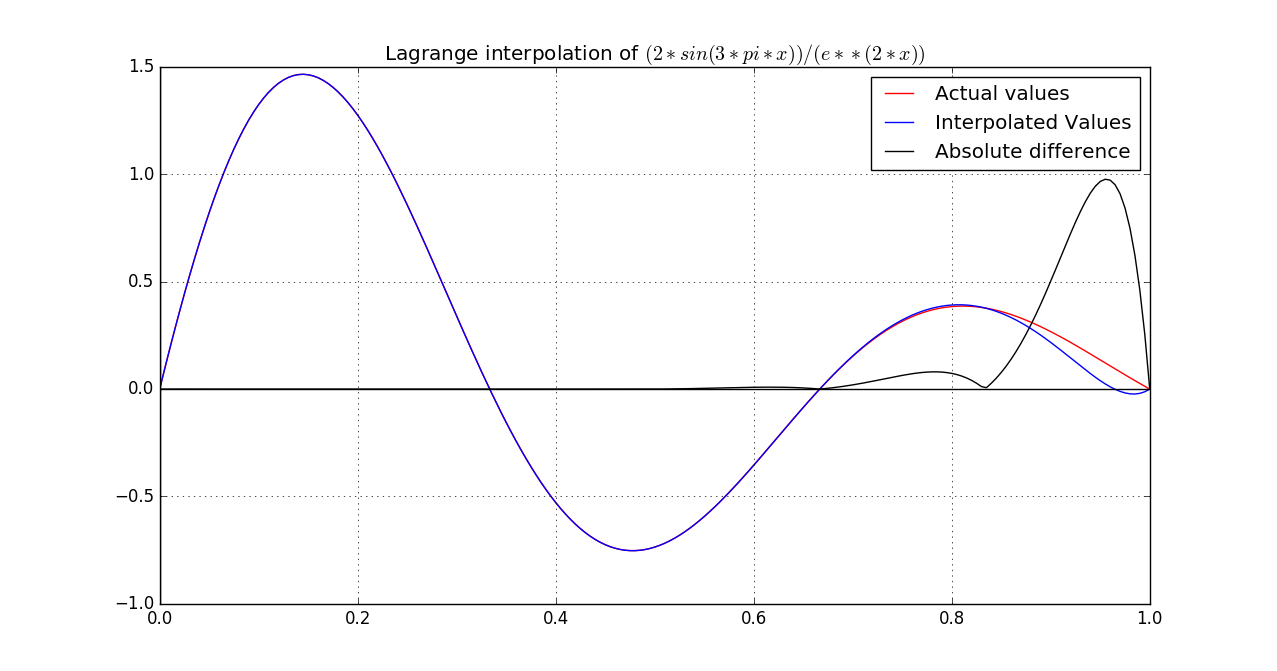 Lagrange interpolation of (2 ∗ sin(3 ∗ pi ∗ x))/(e ∗ ∗(2 ∗ x))
1.5
Actual values
Interpolated Values
Absolute difference
1.0
0.5
0.0
−0.5
−1.0
0.0 0.2 0.4 0.6 0.8 1.0